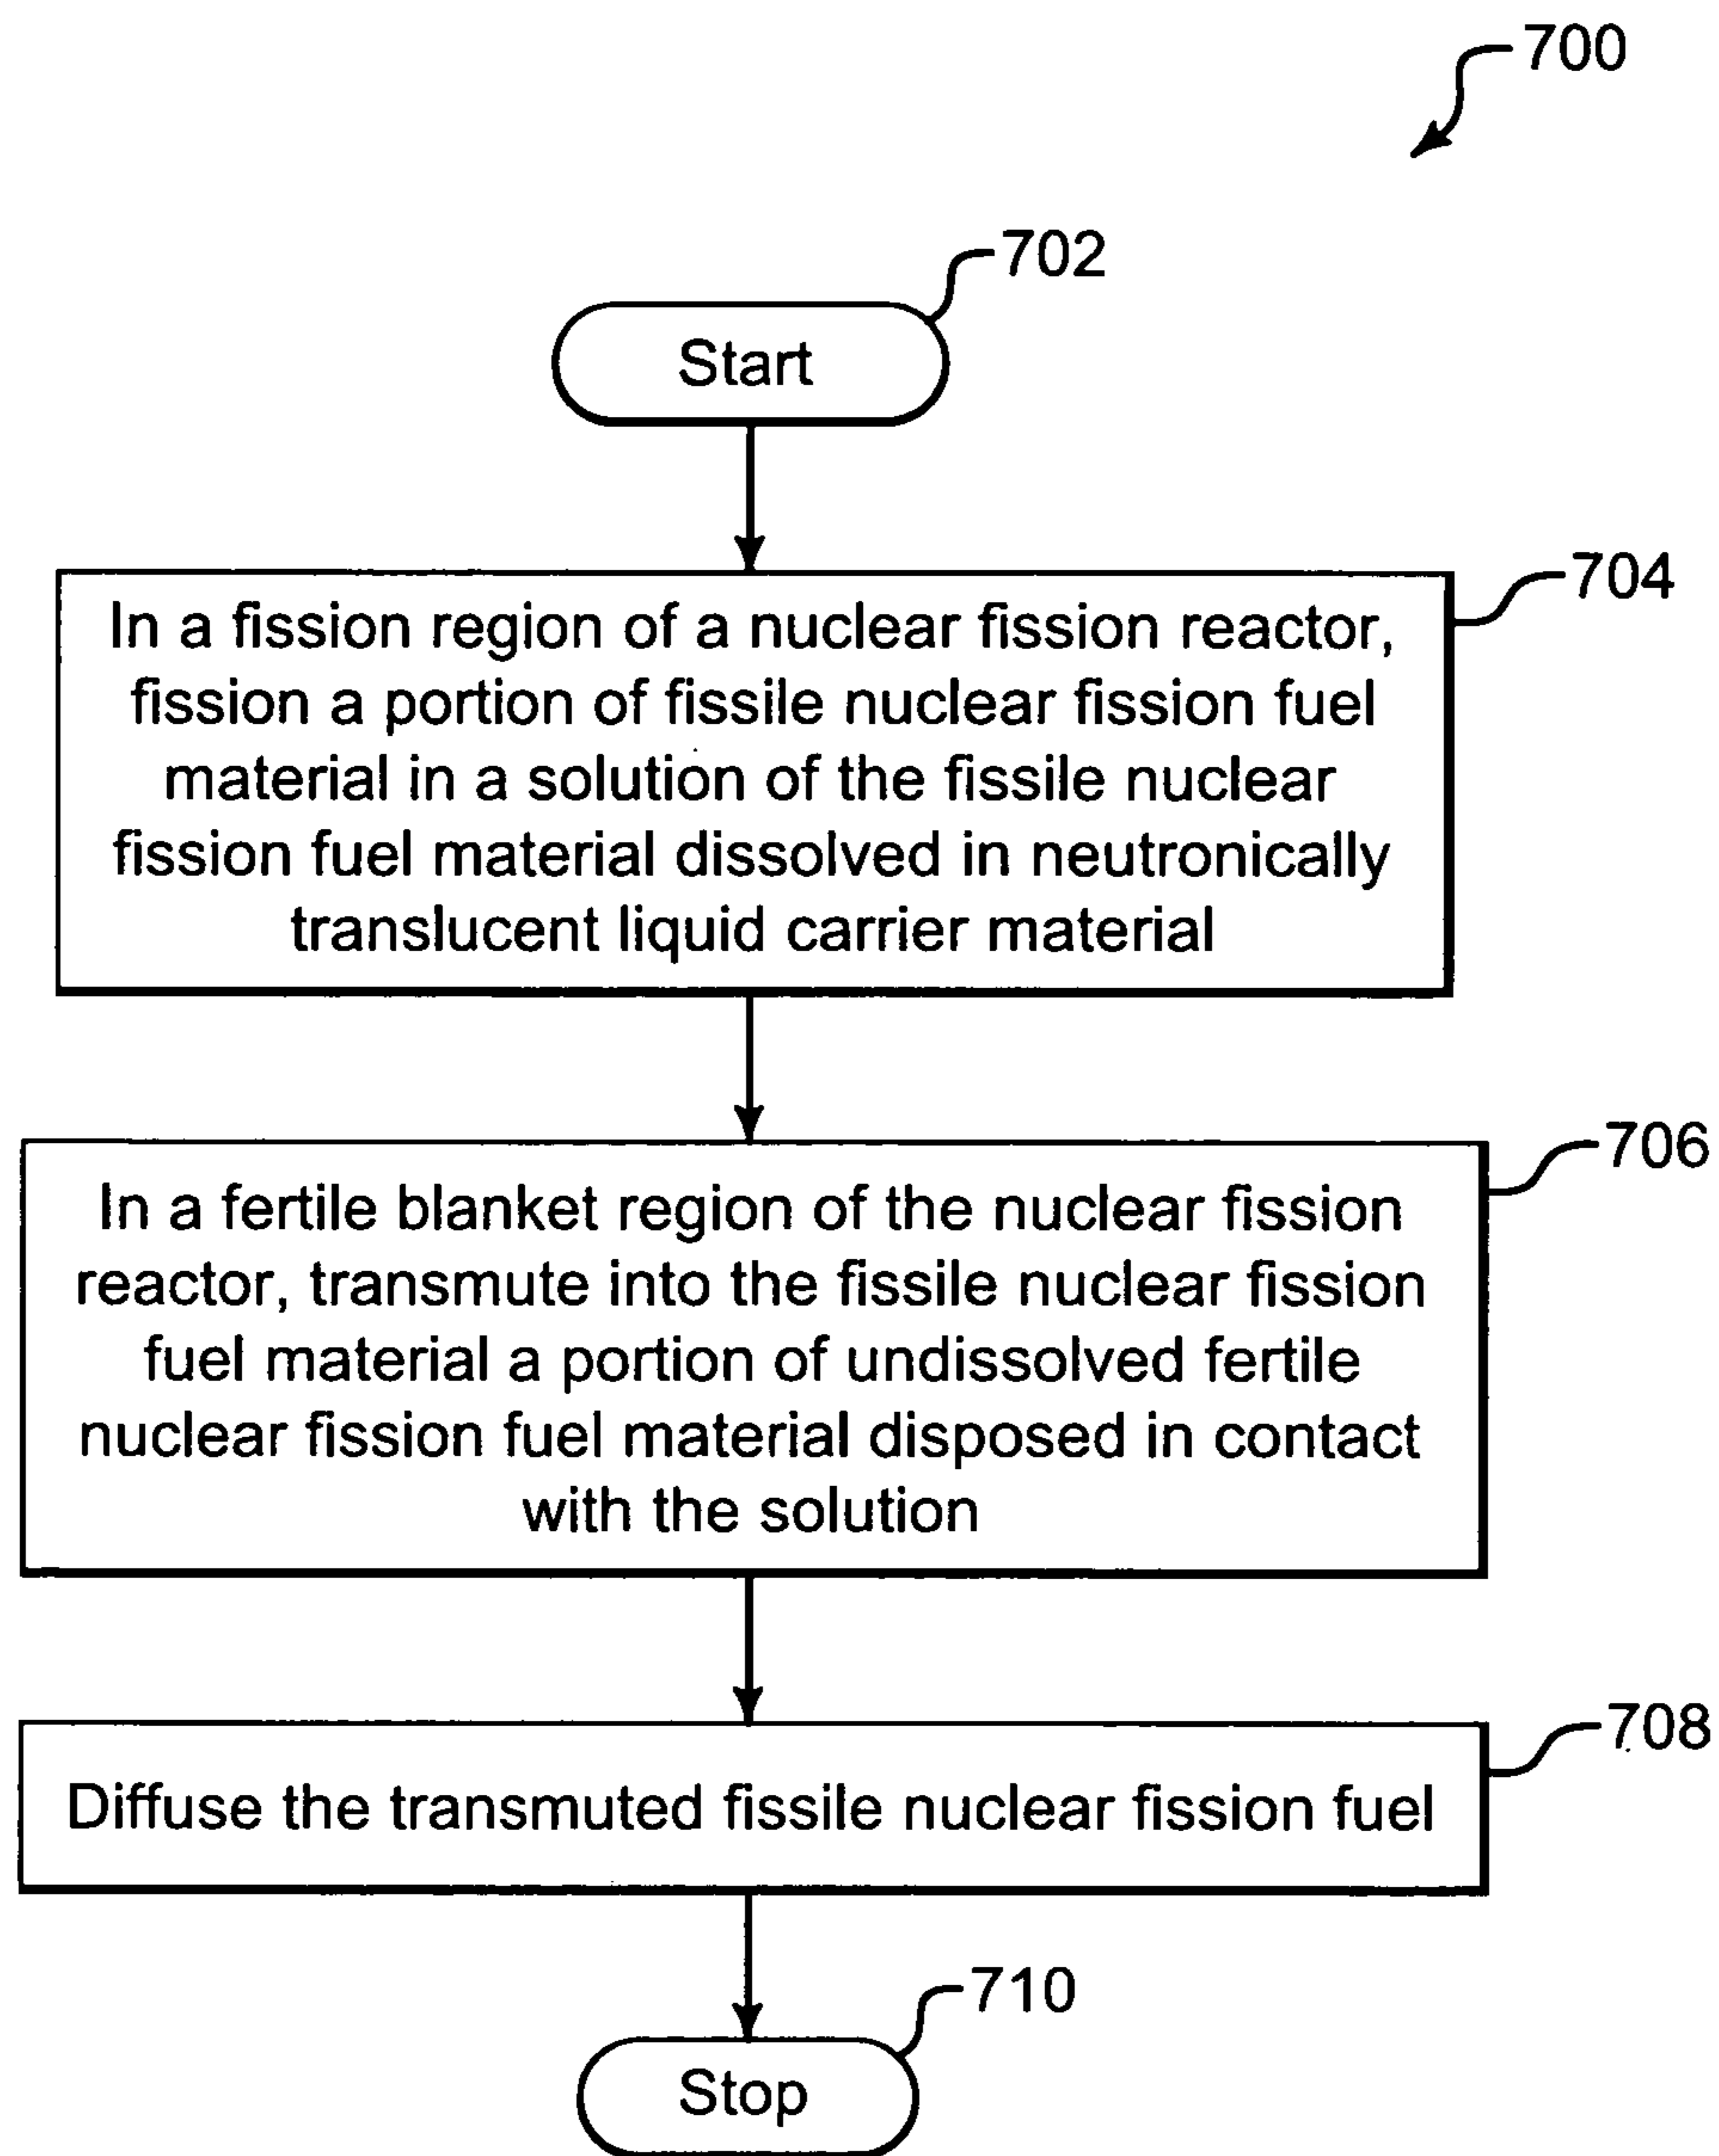 700
702
Start
704
In a fission region of a nuclear fission reactor,
fission a portion of fissile nuclear fission fuel
material in a solution of the fissile nuclear
fission fuel material dissolved in neutronically
translucent liquid carrier material
706
In a fertile blanket region of the nuclear fission
reactor, transmute into the fissile nuclear fission
fuel material a portion of undissolved fertile
nuclear fission fuel material disposed in contact
with the solution
708
Diffuse the transmuted fissile nuclear fission fuel
710
Stop